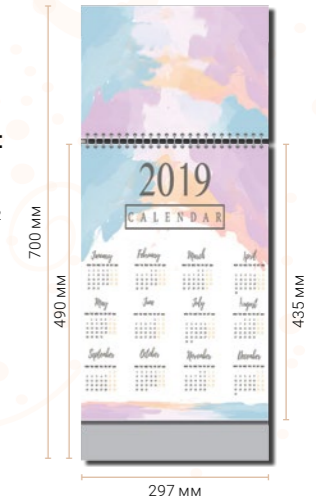 2019
CALENDAR
January February March April
May June July August
September October November December
700 мм
490 мм
435 мм
297 мм